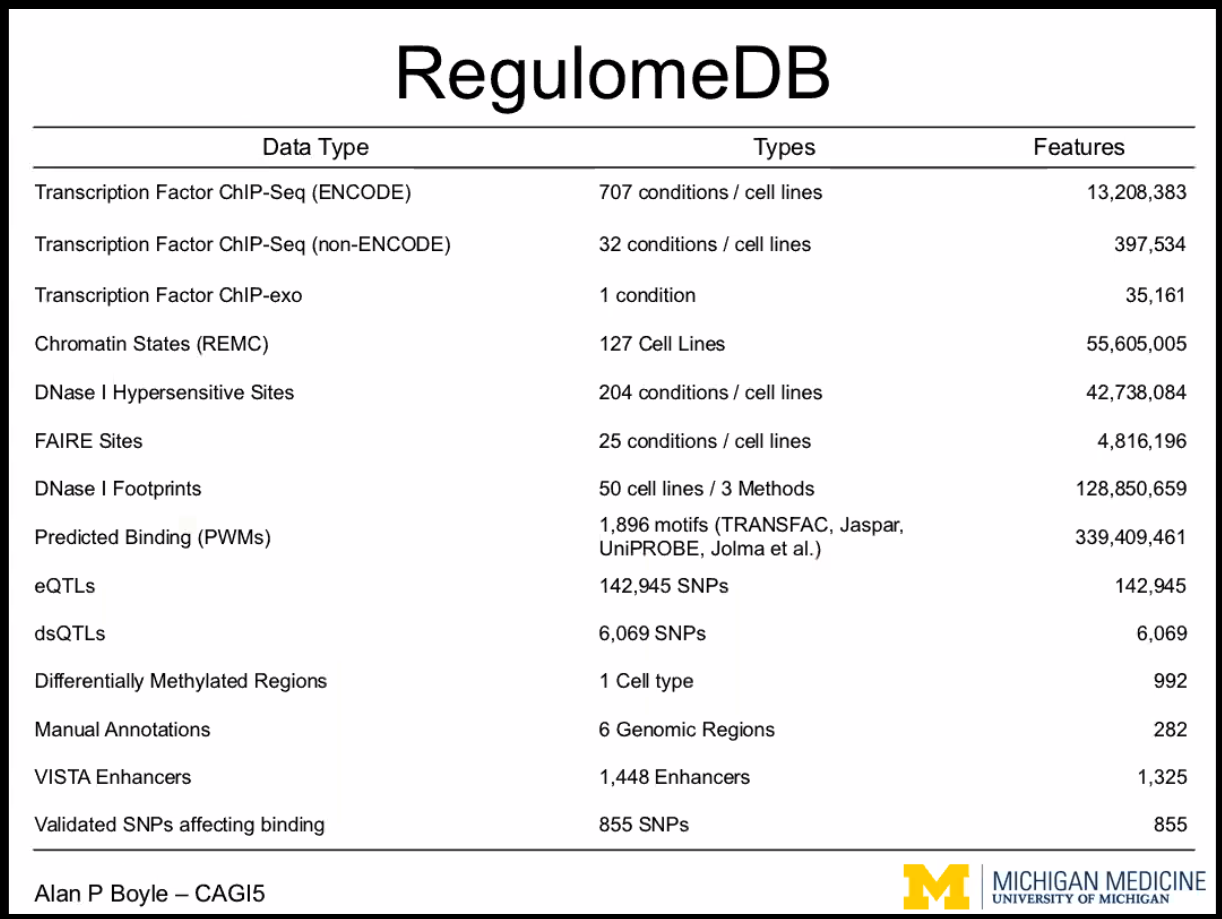 RegulomeDB
Data Type Types Features
Transcription Factor ChIP-Seq (ENCODE) 707 conditions / cell lines 13,208,383
Transcription Factor ChIP-Seq (non-ENCODE) 32 conditions / cell lines 397,534
Transcription Factor ChIP-exo 1 condition 35,161
Chromatin States (REMC) 127 Cell Lines 55,605,005
DNase I Hypersensitive Sites 204 conditions / cell lines 42,738,084
FAIRE Sites 25 conditions / cell lines 4,816,196
DNase I Footprints 50 cell lines / 3 Methods 128,850,659
Predicted Binding (PWMs) 1,896 motifs (TRANSFAC, Jaspar,
UniPROBE, Jolma et al.) 339,409,461
eQTLs 142,945 SNPs 142,945
dsQTLs 6,069 SNPs 6,069
Differentially Methylated Regions 1 Cell type 992
Manual Annotations 6 Genomic Regions 282
VISTA Enhancers 1,448 Enhancers 1,325
Validated SNPs affecting binding 855 SNPs 855
Alan P Boyle – CAGI5
M MICHIGAN MEDICINE
UNIVERSITY OF MICHIGAN